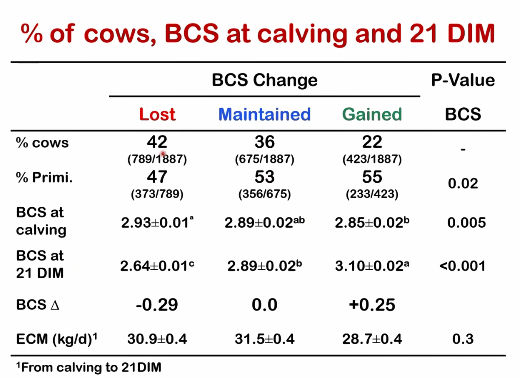 % of cows, BCS at calving and 21 DIM
BCS Change P-Value
Lost Maintained Gained BCS
% cows 42 36 22 -
(789/1887) (675/1887) (423/1887)
% Primi. 47 53 55 0.02
(373/789) (356/675) (233/423)
BCS at
calving 2.93±0.01ᵃ 2.89±0.02ᵃᵇ 2.85±0.02ᵇ 0.005
BCS at
21 DIM 2.64±0.01ᶜ 2.89±0.02ᵇ 3.10±0.02ᵃ <0.001
BCS Δ -0.29 0.0 +0.25
ECM (kg/d)¹ 30.9±0.4 31.5±0.4 28.7±0.4 0.3
¹From calving to 21DIM